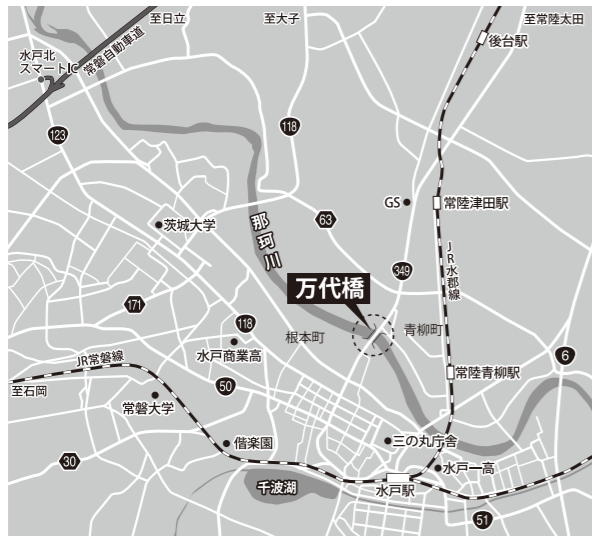 至日立
至大子
至常陸太田
後台駅
水戸北
スマートIC
常磐自動車道
123
118
茨城大学
63
GS
常陸津田駅
那珂川
JR水郡線
349
万代橋
171
118
根本町
青柳町
水戸商業高
6
JR常磐線
50
常陸青柳駅
至石岡
常磐大学
偕楽園
三の丸庁舎
30
水戸一高
千波湖
水戸駅
51